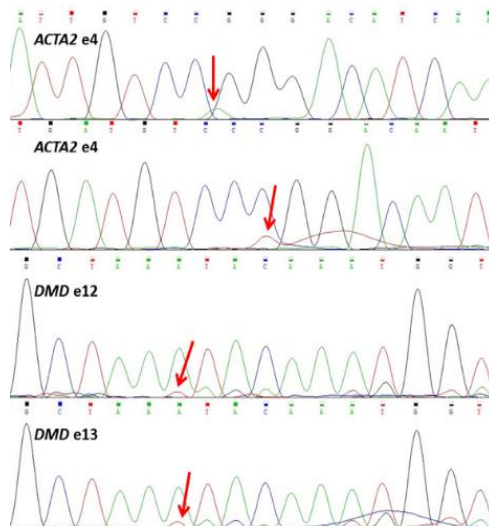 A T T G T C C G G G A C A T C A A
ACTA2 e4
T G A T G T C C C G G A C A A T
ACTA2 e4
G C T A A A T A C A A A T G G T
DMD e12
G C T A A A T A C A A A T G G T
DMD e13